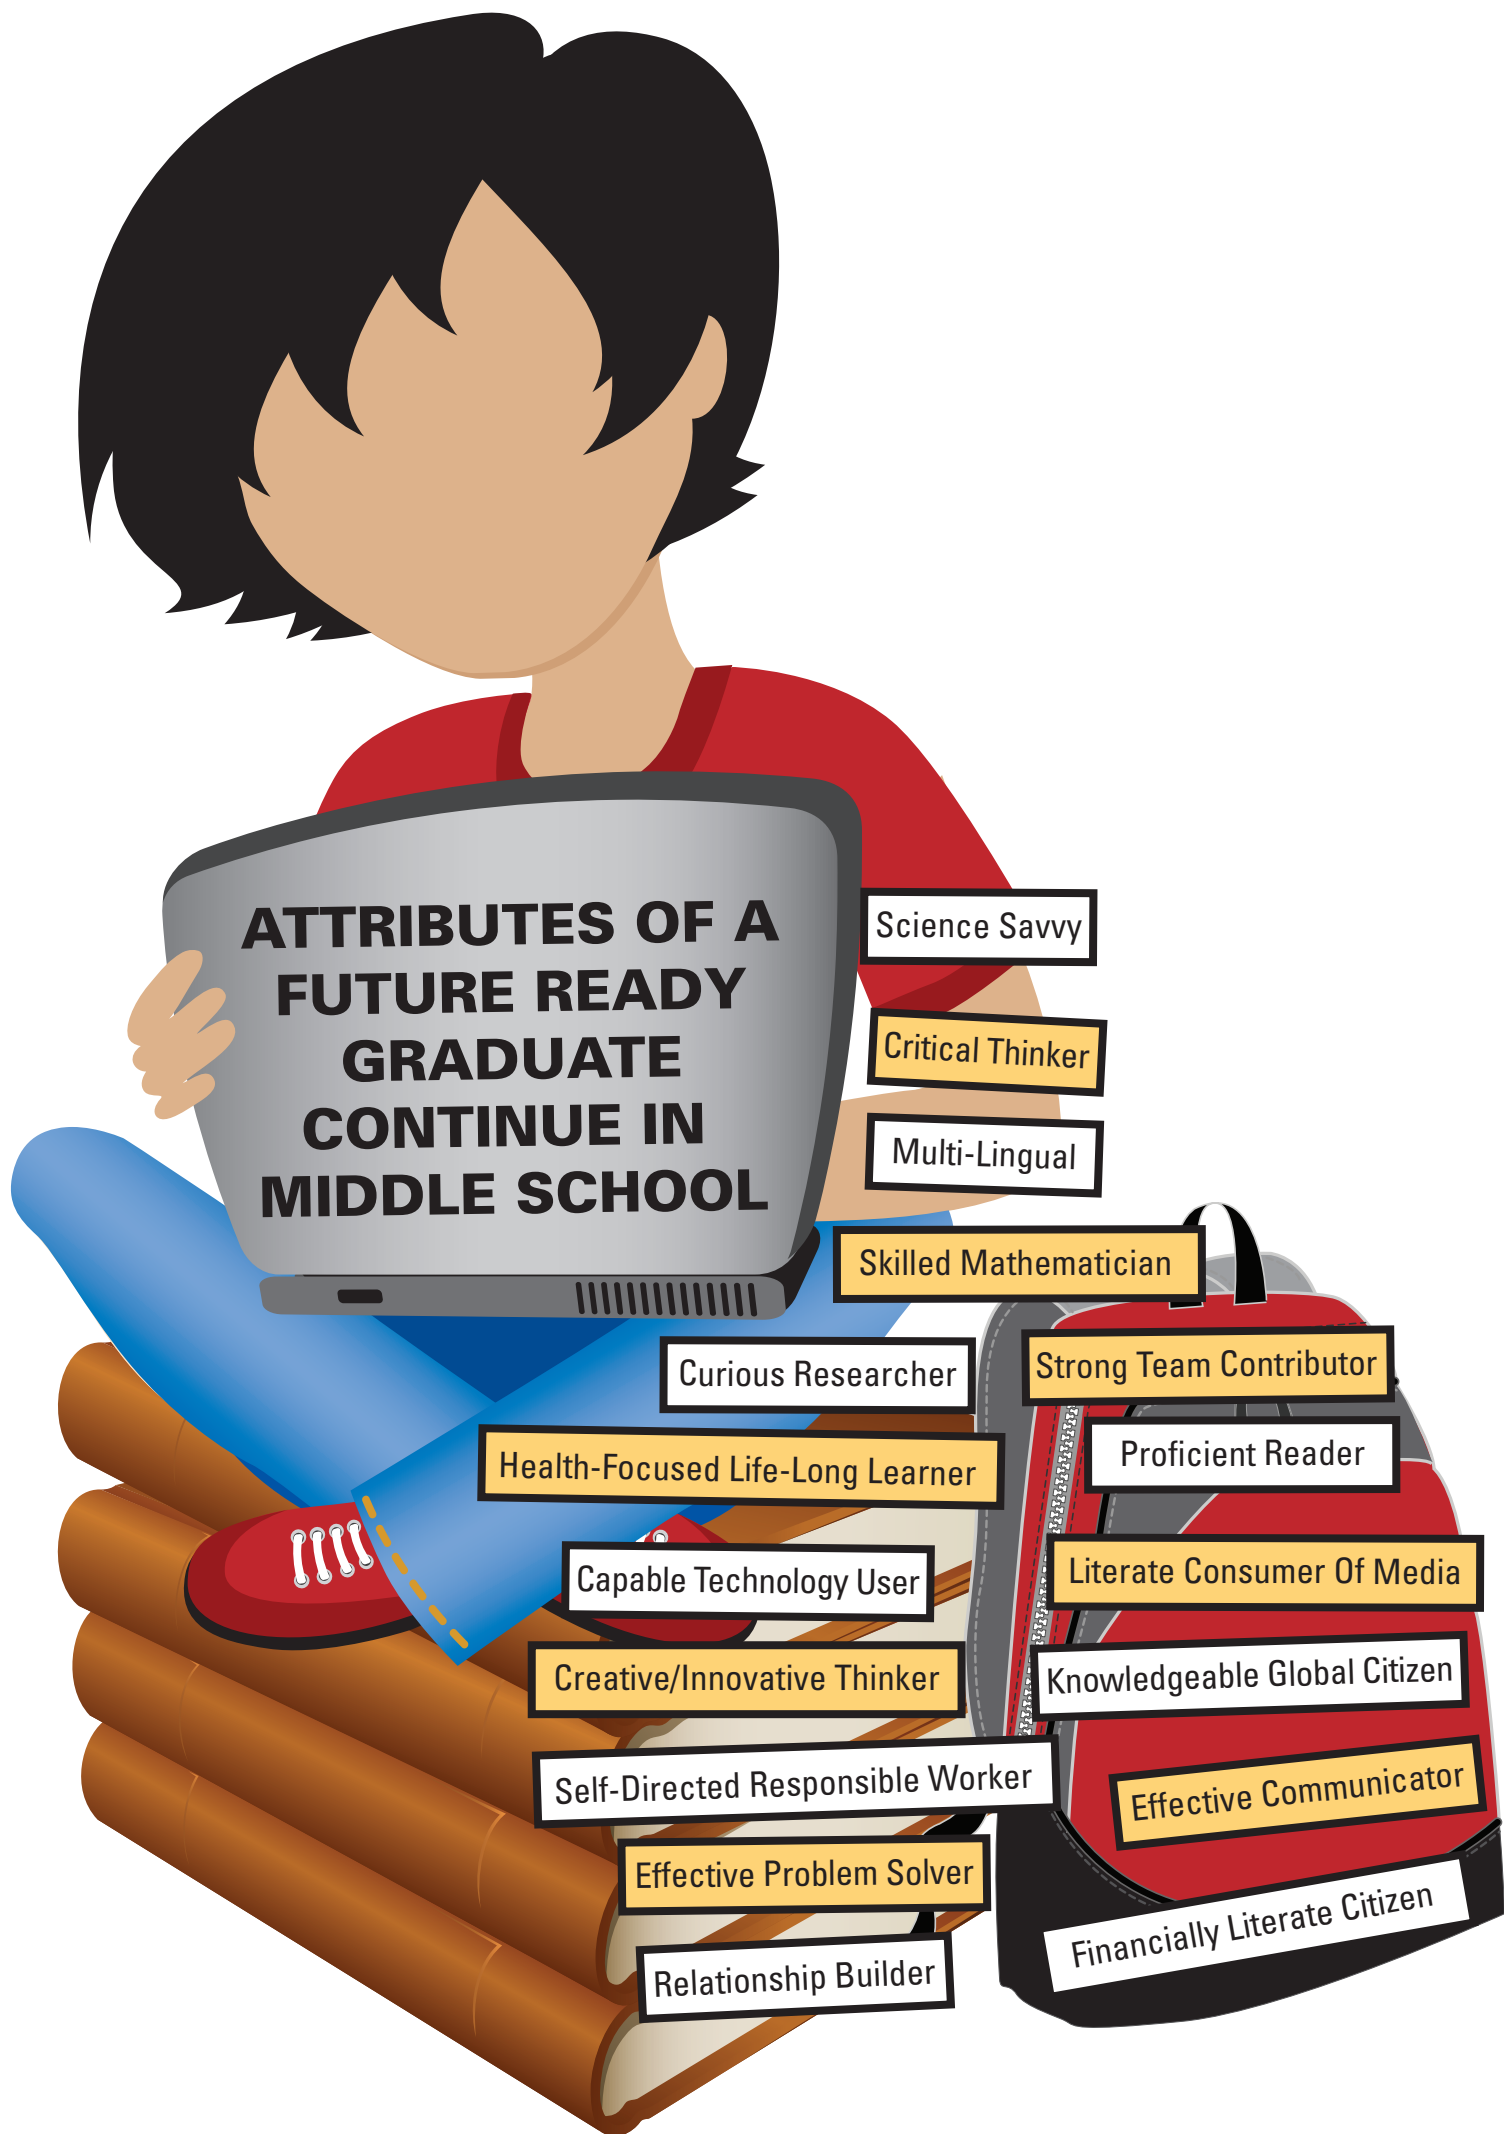 ATTRIBUTES OF A
FUTURE READY
GRADUATE
CONTINUE IN
MIDDLE SCHOOL
Science Savvy
Critical Thinker
Multi-Lingual
Skilled Mathematician
Curious Researcher
Strong Team Contributor
Health-Focused Life-Long Learner
Proficient Reader
Capable Technology User
Literate Consumer Of Media
Creative/Innovative Thinker
Knowledgeable Global Citizen
Self-Directed Responsible Worker
Effective Communicator
Effective Problem Solver
Financially Literate Citizen
Relationship Builder